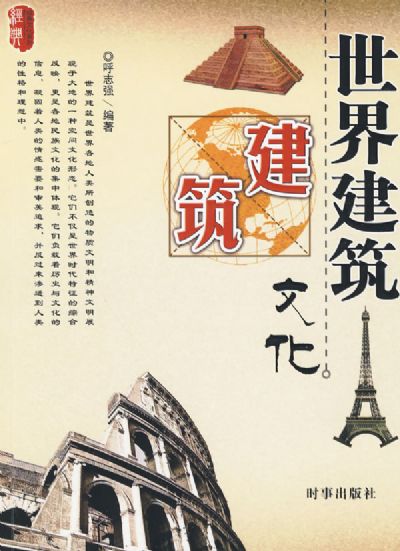 世界建筑
建筑
文化
◎呼志强/编著
世界建筑是世界各地人类所创造的物质文明和精神文明展
现于大地的一种空间文化形态。它们不仅是世界时代特征的综合
反映，更是各地民族文化的集中体现。它们负载着历史与文化的
信息，凝固着人类的情感需要和审美追求，并反过来渗透到人类
的性格和理想中。
經典
时事出版社